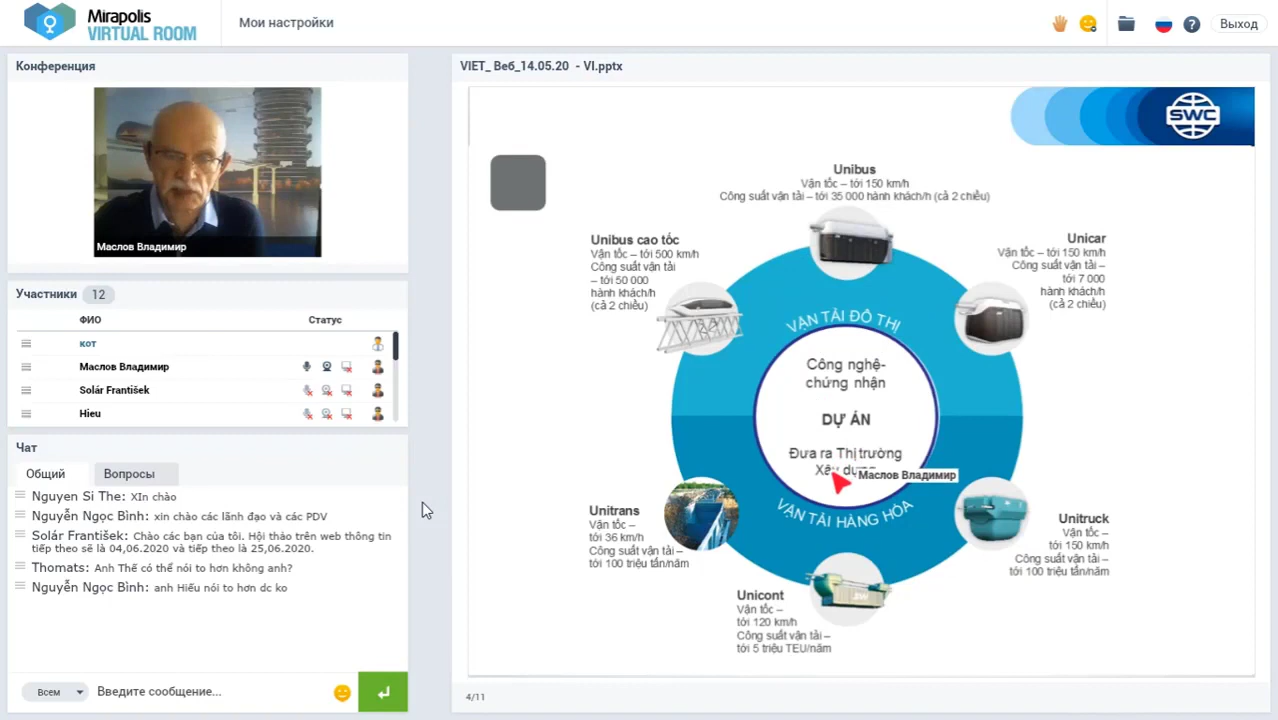 Mirapolis
VIRTUAL ROOM
Мои настройки
Выход
Конференция
Маслов Владимир
Участники 12
ФИО Статус
кот
Маслов Владимир
Solár František
Hieu
Чат
Общий Вопросы
Nguyen Si The: XIn chào
Nguyễn Ngọc Bình: xin chào các lãnh đạo và các PDV
Solár František: Chào các bạn của tôi. Hội thảo trên web thông tin
tiếp theo sẽ là 04,06.2020 và tiếp theo là 25,06.2020.
Thomats: Anh Thế có thể nói to hơn không anh?
Nguyễn Ngọc Bình: anh Hiếu nói to hơn dc ko
Всем Введите сообщение...
VIET_ Веб_14.05.20 - VI.pptx
SWC
Unibus
Vận tốc – tới 150 km/h
Công suất vận tải – tới 35 000 hành khách/h (cả 2 chiều)
Unibus cao tốc
Vận tốc – tới 500 km/h
Công suất vận tải
– tới 50 000
hành khách/h
(cả 2 chiều)
Unicar
Vận tốc – tới 150 km/h
Công suất vận tải –
tới 7 000
hành khách/h
(cả 2 chiều)
VẬN TẢI ĐÔ THỊ
Công nghệ-
chứng nhận
DỰ ÁN
Đưa ra Thị trường
Xây dựng
Маслов Владимир
VẬN TẢI HÀNG HÓA
Unitrans
Vận tốc –
tới 36 km/h
Công suất vận tải –
tới 100 triệu tấn/năm
Unitruck
Vận tốc –
tới 150 km/h
Công suất vận tải –
tới 100 triệu tấn/năm
Unicont
Vận tốc –
tới 120 km/h
Công suất vận tải –
tới 5 triệu TEU/năm
4/11